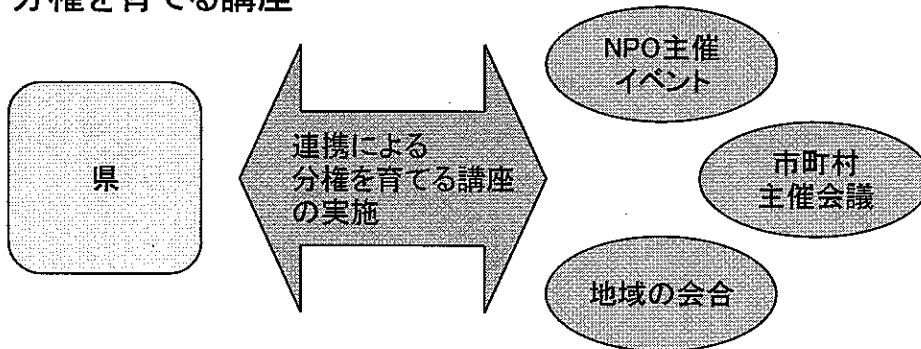 分権を育てる講座
県
連携による
分権を育てる講座
の実施
NPO主催
イベント
市町村
主催会議
地域の会合